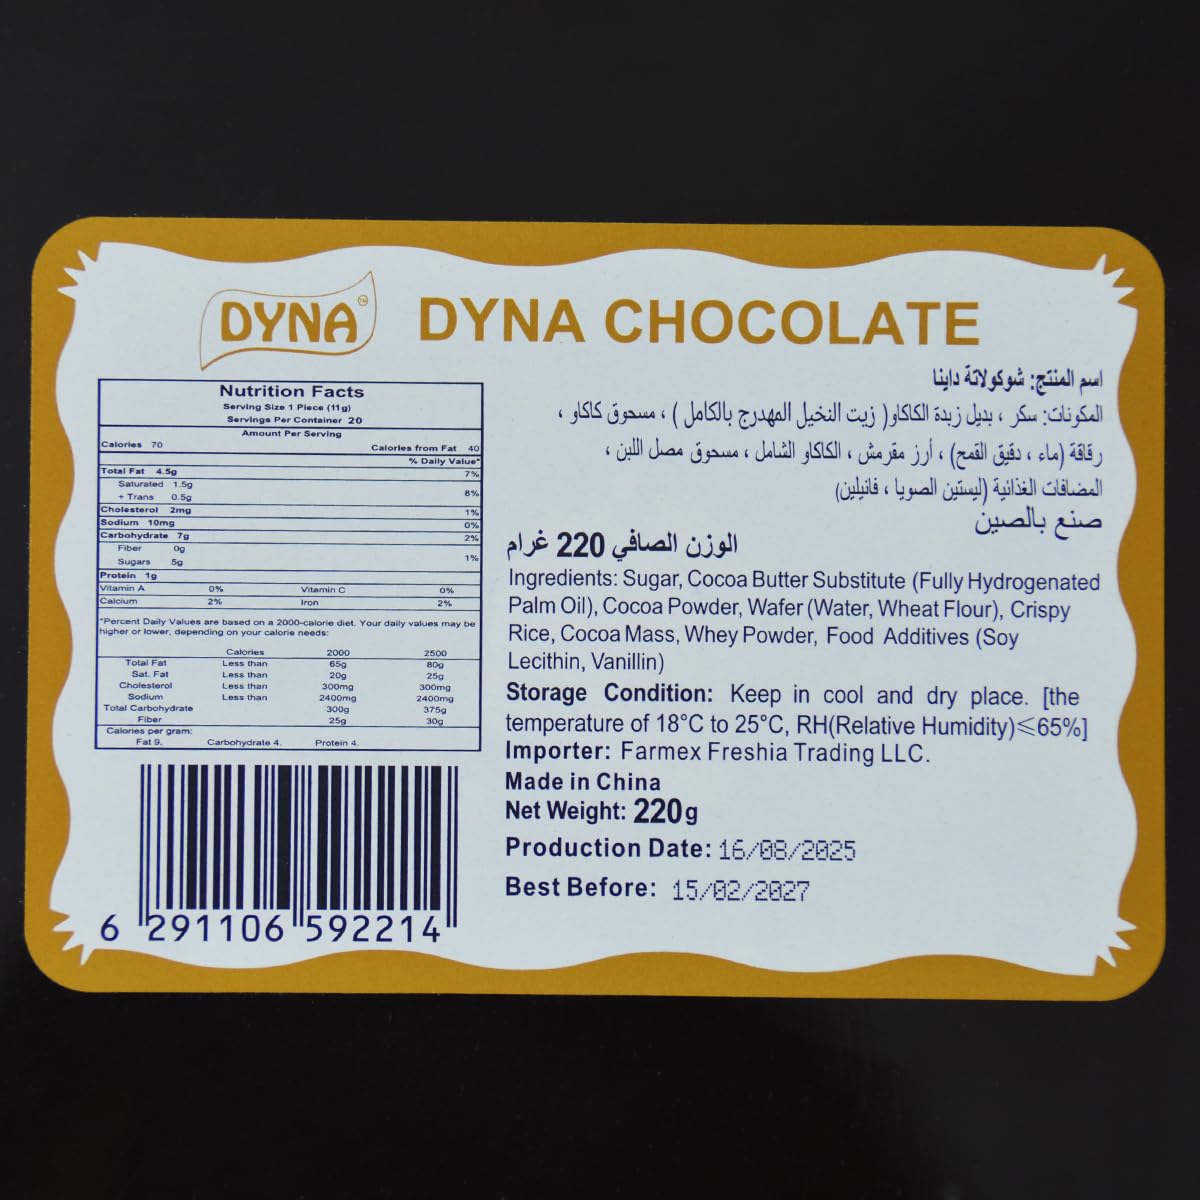 DYNA™
DYNA CHOCOLATE
Nutrition Facts
Serving Size 1 Piece (11g)
Servings Per Container 20
Amount Per Serving
Calories 70 Calories from Fat 40
% Daily Value*
Total Fat 4.5g 7%
Saturated 1.5g 8%
+ Trans 0.5g
Cholesterol 2mg 1%
Sodium 10mg 0%
Carbohydrate 7g 2%
Fiber 0g 1%
Sugars 5g
Protein 1g
Vitamin A 0% Vitamin C 0%
Calcium 2% Iron 2%
*Percent Daily Values are based on a 2000-calorie diet. Your daily values may be
higher or lower, depending on your calorie needs:
Calories 2000 2500
Total Fat Less than 65g 80g
Sat. Fat Less than 20g 25g
Cholesterol Less than 300mg 300mg
Sodium Less than 2400mg 2400mg
Total Carbohydrate 300g 375g
Fiber 25g 30g
Calories per gram:
Fat 9. Carbohydrate 4. Protein 4.
6 291106 592214
اسم المنتج: شوكولاتة داينا
المكونات: سكر ، بديل زبدة الكاكاو( زيت النخيل المهدرج بالكامل ) ، مسحوق كاكاو ،
رقاقة (ماء ، دقيق القمح) ، أرز مقرمش ، الكاكاو الشامل ، مسحوق مصل اللبن ،
المضافات الغذائية (ليستين الصويا ، فانيلين)
صنع بالصين
الوزن الصافي 220 غرام
Ingredients: Sugar, Cocoa Butter Substitute (Fully Hydrogenated
Palm Oil), Cocoa Powder, Wafer (Water, Wheat Flour), Crispy
Rice, Cocoa Mass, Whey Powder, Food Additives (Soy
Lecithin, Vanillin)
Storage Condition: Keep in cool and dry place. [the
temperature of 18°C to 25°C, RH(Relative Humidity)≤65%]
Importer: Farmex Freshia Trading LLC.
Made in China
Net Weight: 220g
Production Date: 16/08/2025
Best Before: 15/02/2027